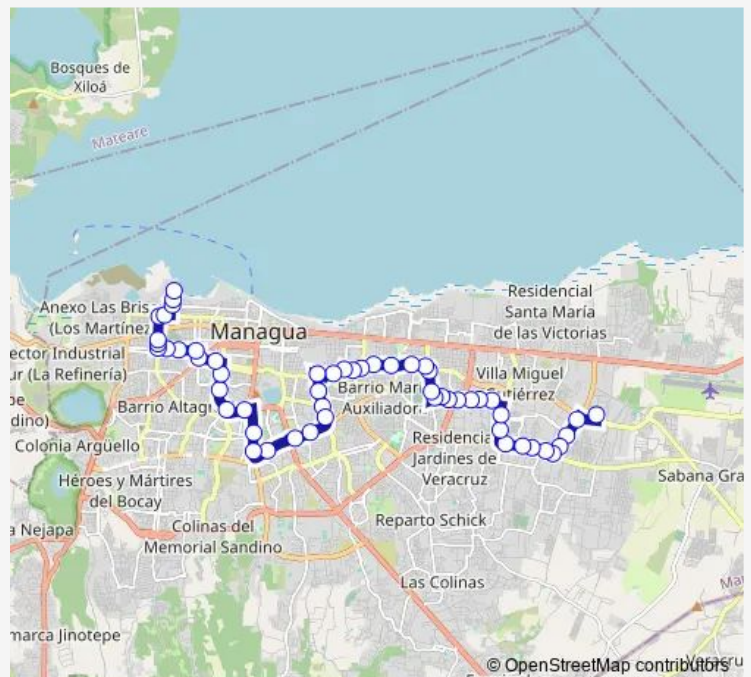 Bosques de
Xiloá
Mateare
Anexo Las Bris
(Los Martínez
Managua
Residencial
Santa María
de las Victorias
ector Industrial
ur (La Refinería)
Villa Miguel
utiérrez
Barrio Mar
Auxiliador
Barrio Altag
dino)
Colonia Argüello
Residencia
Jardines de
Veracruz
Héroes y Mártires
del Bocay
Sabana Gra
a Nejapa
Colinas del
Memorial Sandino
Reparto Schick
Las Colinas
marca Jinotepe
© OpenStreetMap contributors